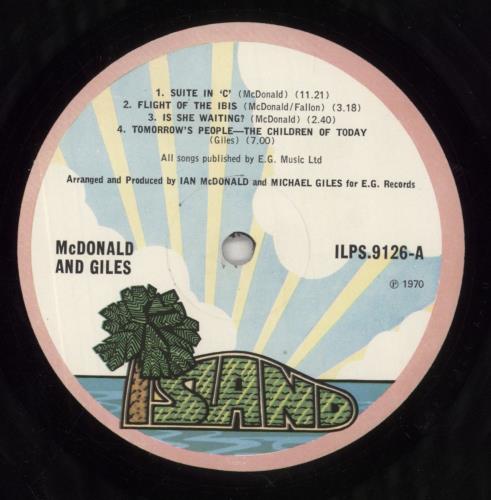 1. SUITE IN 'C' (McDonald) (11.21)
2. FLIGHT OF THE IBIS (McDonald/Fallon) (3.18)
3. IS SHE WAITING? (McDonald) (2.40)
4. TOMORROW'S PEOPLE—THE CHILDREN OF TODAY
(Giles) (7.00)
All songs published by E.G. Music Ltd
Arranged and Produced by IAN McDONALD and MICHAEL GILES for E.G. Records
McDONALD
AND GILES
ILPS.9126-A
℗ 1970
ISLAND